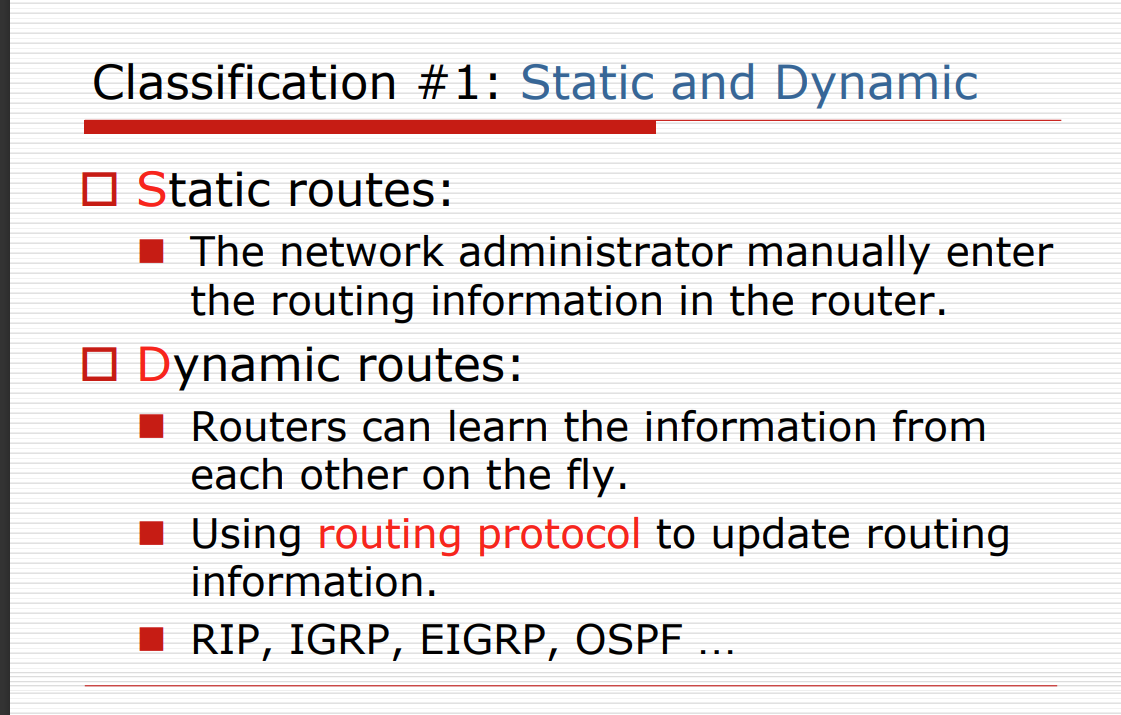 Classification #1: Static and Dynamic
Static routes:
The network administrator manually enter
the routing information in the router.
Dynamic routes:
Routers can learn the information from
each other on the fly.
Using routing protocol to update routing
information.
RIP, IGRP, EIGRP, OSPF …